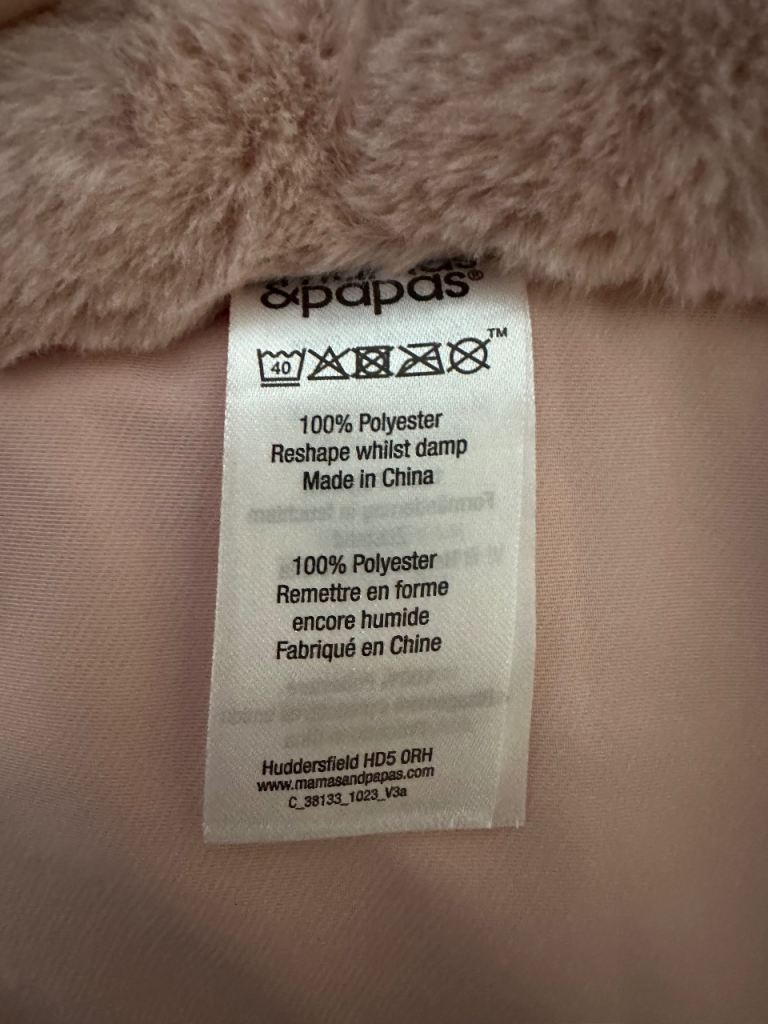 &papas®
40
™
100% Polyester
Reshape whilst damp
Made in China
100% Polyester
Remettre en forme
encore humide
Fabriqué en Chine
Huddersfield HD5 0RH
www.mamasandpapas.com
C_38133_1023_V3a